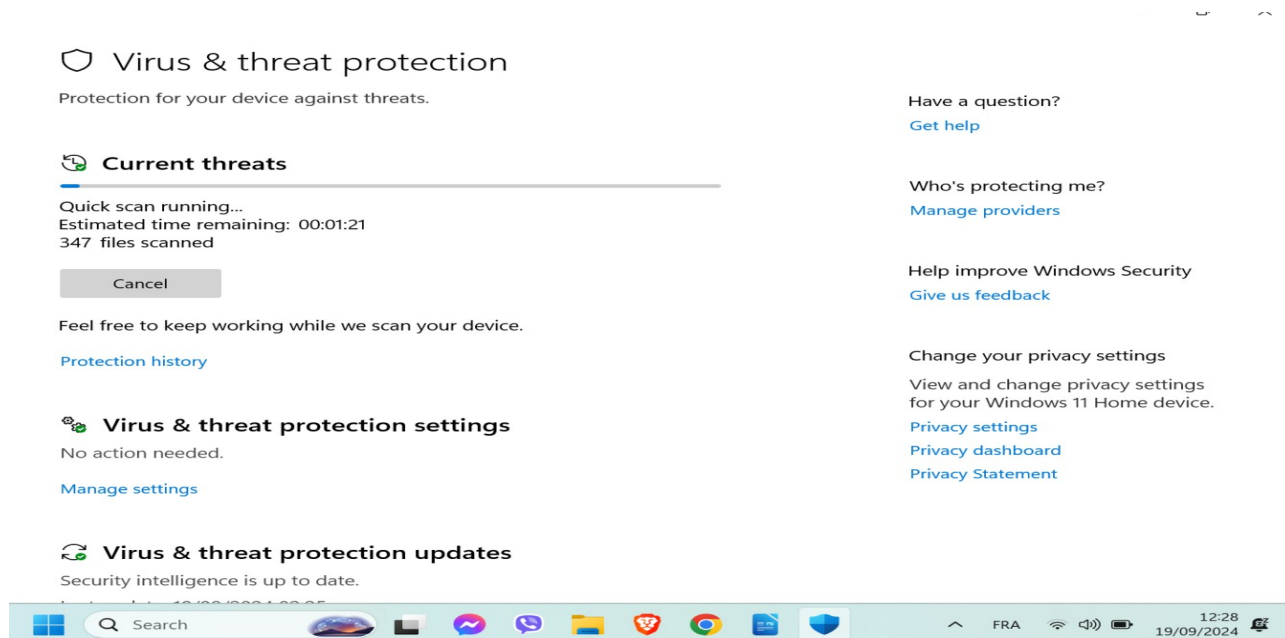 Virus & threat protection
Protection for your device against threats.
Current threats
Quick scan running...
Estimated time remaining: 00:01:21
347 files scanned
Cancel
Feel free to keep working while we scan your device.
Protection history
Virus & threat protection settings
No action needed.
Manage settings
Virus & threat protection updates
Security intelligence is up to date.
Have a question?
Get help
Who's protecting me?
Manage providers
Help improve Windows Security
Give us feedback
Change your privacy settings
View and change privacy settings
for your Windows 11 Home device.
Privacy settings
Privacy dashboard
Privacy Statement
Search
FRA
12:28
19/09/2024